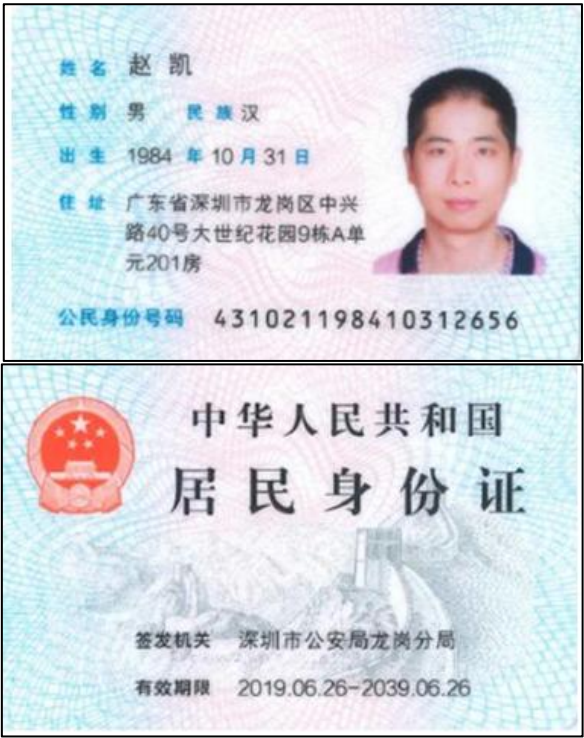 姓名 赵凯
性别 男 民族 汉
出生 1984 年 10 月 31 日
住址 广东省深圳市龙岗区中兴
路40号大世纪花园9栋A单
元201房
公民身份号码 431021198410312656
中华人民共和国
居民身份证
签发机关 深圳市公安局龙岗分局
有效期限 2019.06.26-2039.06.26